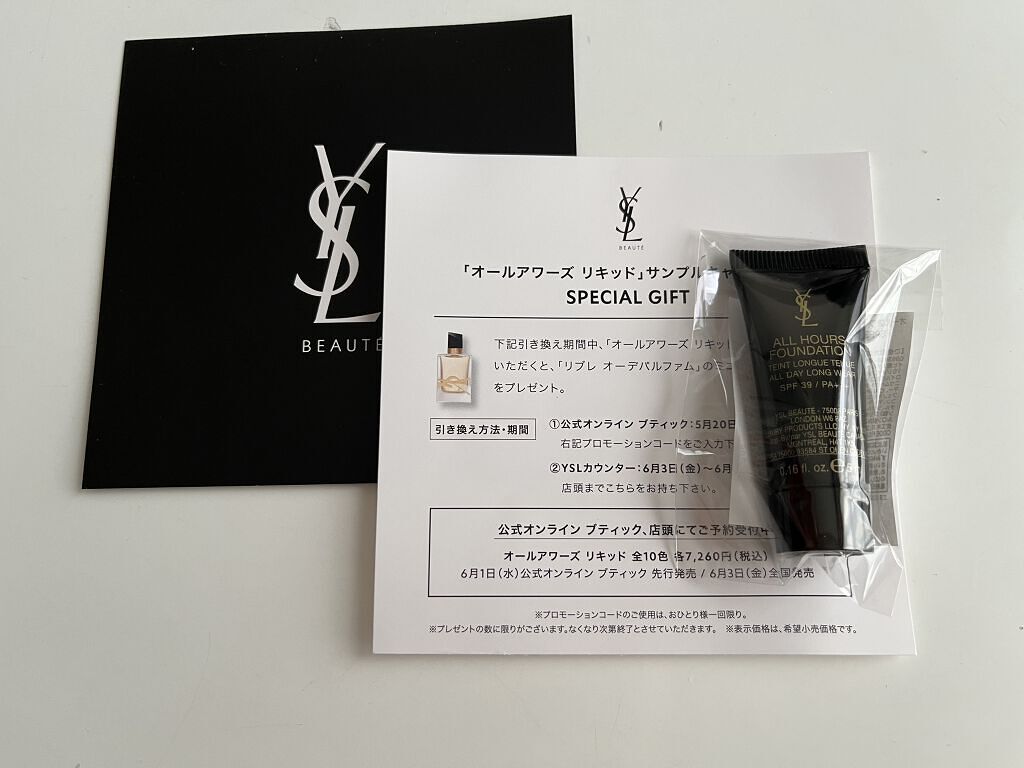 YSL
BEAUTÉ
YSL
BEAUTÉ
「オールアワーズ リキッド」サンプル
SPECIAL GIFT
下記引き換え期間中、「オールアワーズ リキッ
いただくと、「リブレ オーデパルファム」のミニ
をプレゼント。
引き換え方法・期間
①公式オンライン ブティック:5月20日
右記プロモーションコードをご入力下
②YSLカウンター:6月3日(金)~6月
店頭までこちらをお持ち下さい。
公式オンライン ブティック、店頭にてご予約受付中
オールアワーズ リキッド 全10色 各7,260円(税込)
6月1日(水)公式オンライン ブティック 先行発売 / 6月3日(金)全国発売
※プロモーションコードのご使用は、おひとり様一回限り。
※プレゼントの数に限りがございます。なくなり次第終了とさせていただきます。 ※表示価格は、希望小売価格です。
YSL
ALL HOURS
FOUNDATION
TEINT LONGUE TENUE
ALL DAY LONG WEAR
SPF 39 / PA+++
YSL BEAUTE - 75008 PARIS
LONDON W6 8AZ
0.16 fl. oz.